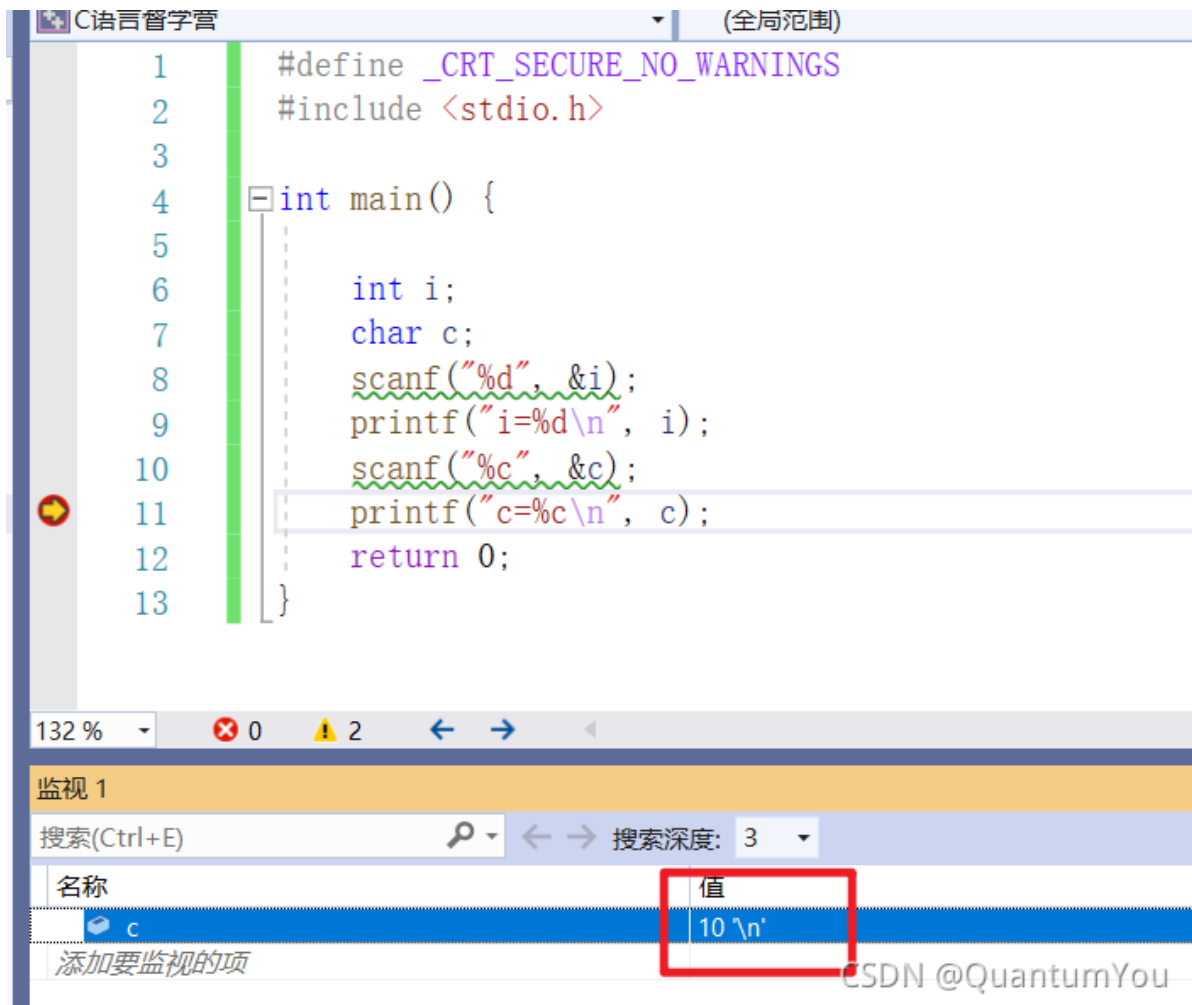 C语言督学营 (全局范围)
1 #define _CRT_SECURE_NO_WARNINGS
2 #include <stdio.h>
3
4 int main() {
5
6 int i;
7 char c;
8 scanf("%d", &i);
9 printf("i=%d\n", i);
10 scanf("%c", &c);
11 printf("c=%c\n", c);
12 return 0;
13 }
132 % 0 2
监视 1
搜索(Ctrl+E) 搜索深度: 3
名称 值
c 10 '\n'
添加要监视的项
CSDN @QuantumYou